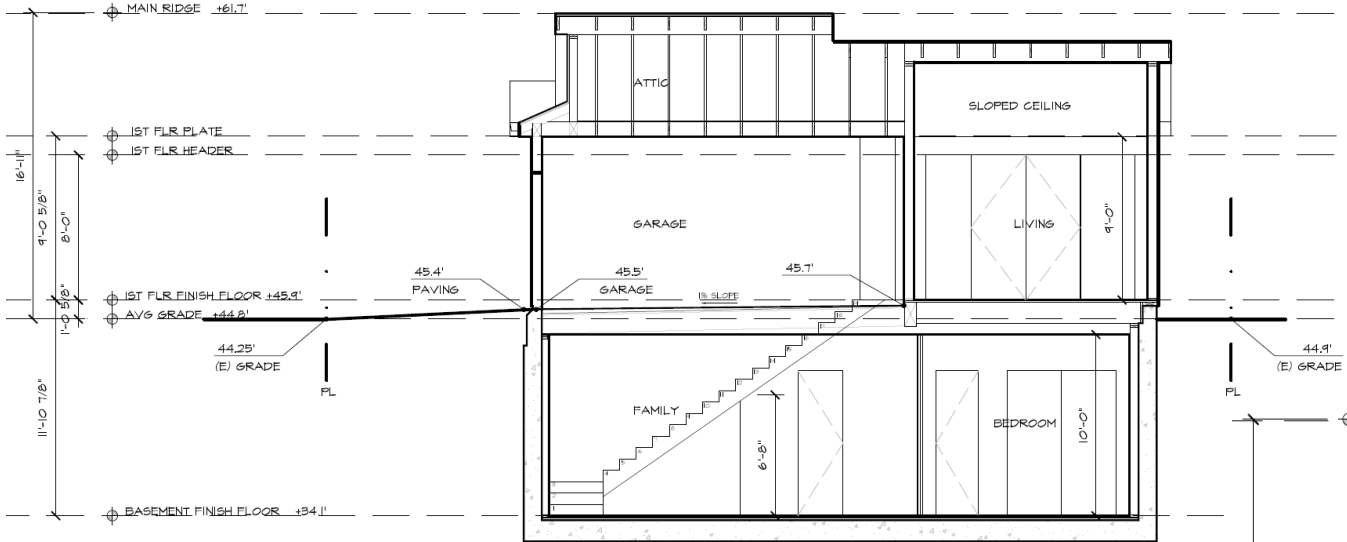 MAIN RIDGE +61.7'
ATTIC
SLOPED CEILING
1ST FLR PLATE
1ST FLR HEADER
16'-11"
9'-0 5/8"
8'-0"
GARAGE
LIVING
9'-0"
45.4'
PAVING
45.5'
GARAGE
45.7'
1% SLOPE
1ST FLR FINISH FLOOR +45.9'
1'-0 5/8"
AVG GRADE +44.8'
44.25'
(E) GRADE
44.9'
(E) GRADE
PL
PL
11'-10 7/8"
FAMILY
6'-8"
BEDROOM
10'-0"
BASEMENT FINISH FLOOR +34.1'